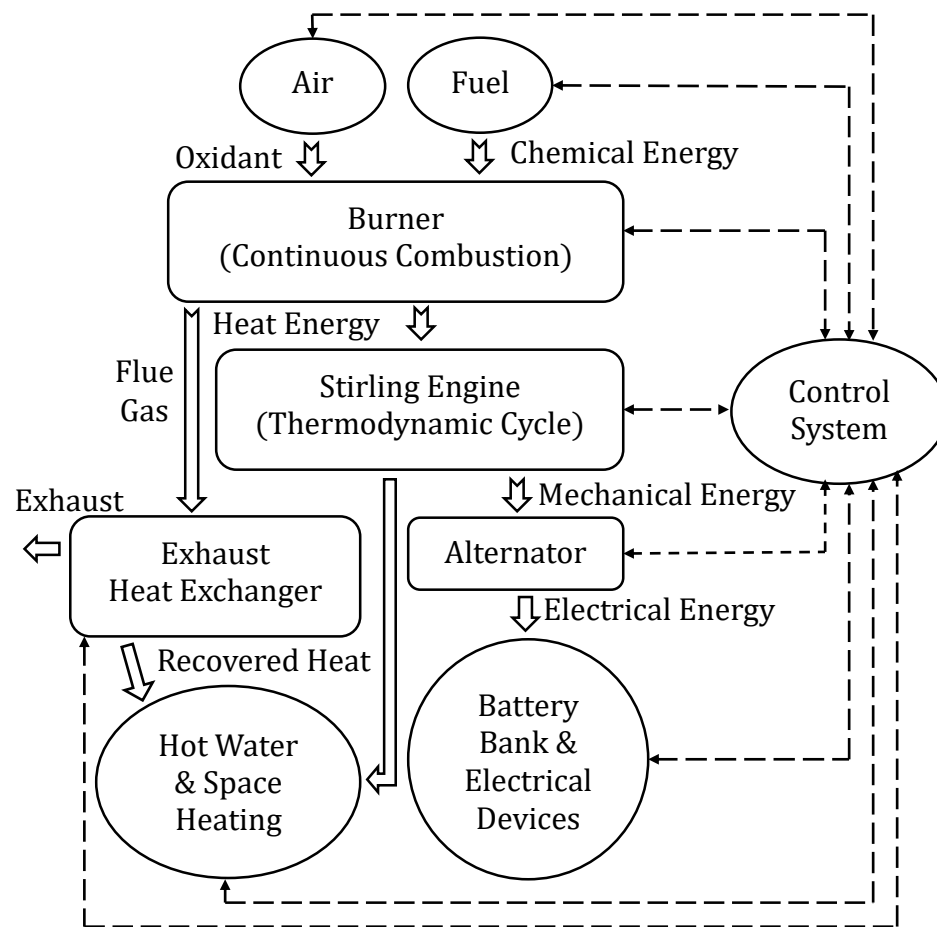 Air
Fuel
Oxidant
Chemical Energy
Burner
(Continuous Combustion)
Heat Energy
Flue
Gas
Stirling Engine
(Thermodynamic Cycle)
Control
System
Exhaust
Mechanical Energy
Exhaust
Heat Exchanger
Alternator
Electrical Energy
Recovered Heat
Hot Water
& Space
Heating
Battery
Bank &
Electrical
Devices